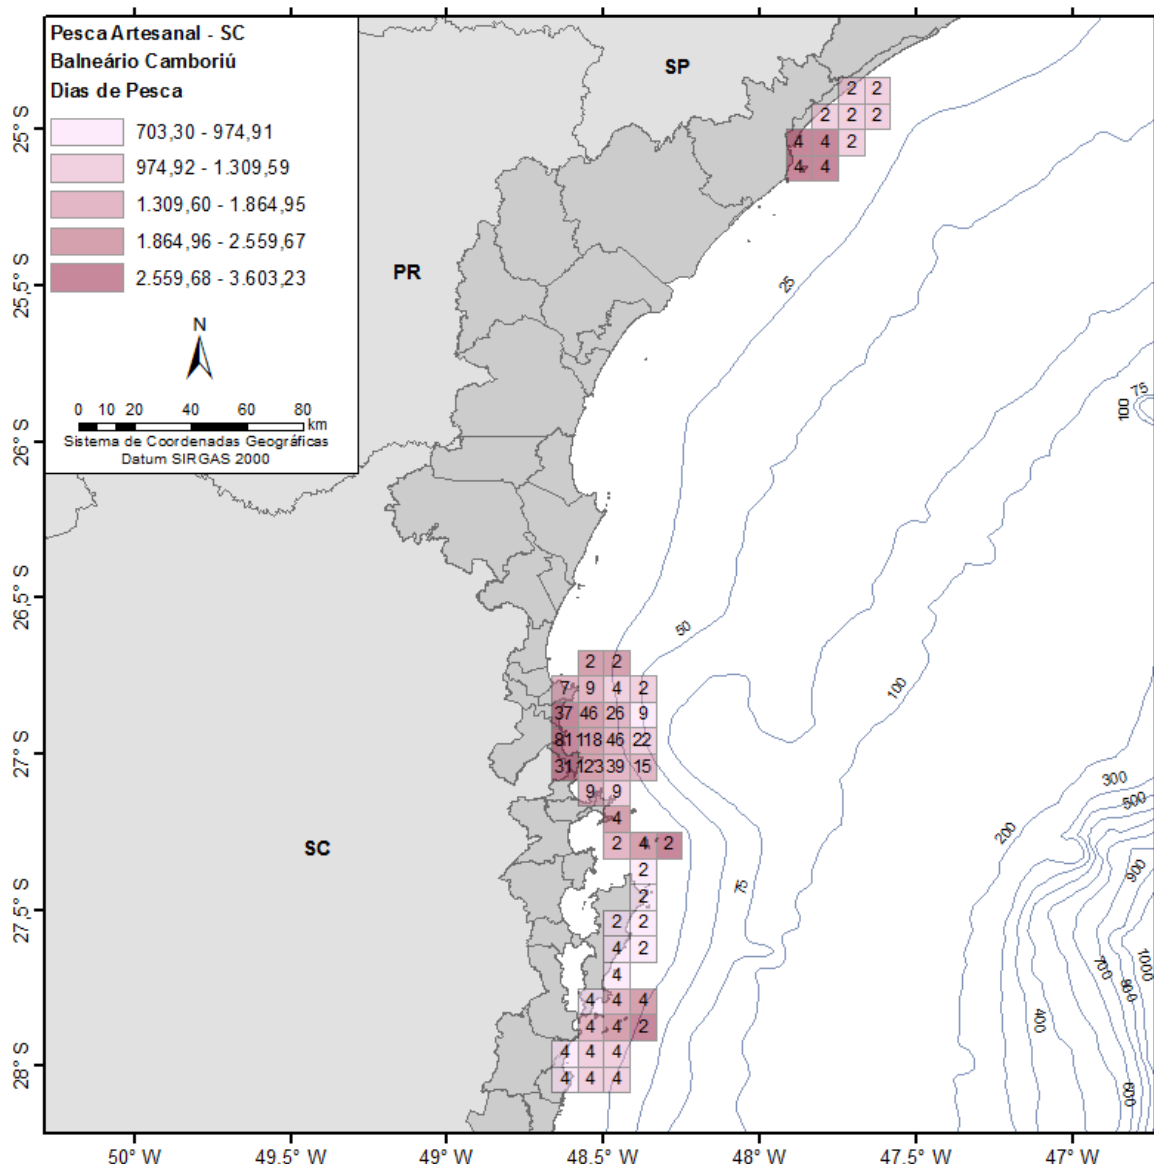 Pesca Artesanal - SC
Balneário Camboriú
Dias de Pesca
703,30 - 974,91
974,92 - 1.309,59
1.309,60 - 1.864,95
1.864,96 - 2.559,67
2.559,68 - 3.603,23
N
0 10 20 40 60 80
km
Sistema de Coordenadas Geográficas
Datum SIRGAS 2000
SP
PR
SC
2 2
2 2 2
4 4 2
4 4
25
75
100
50
100
2 2
7 9 4 2
37 46 26 9
81 118 46 22
31 123 39 15
9 9
4
2 4 2
2
2
2 2
4 2
4
4 4 4
4 4 2
4 4 4
4 4 4
75
200
300
500
900
1000
700
800
400
600
25° S
25,5° S
26° S
26,5° S
27° S
27,5° S
28° S
50° W 49,5° W 49° W 48,5° W 48° W 47,5° W 47° W